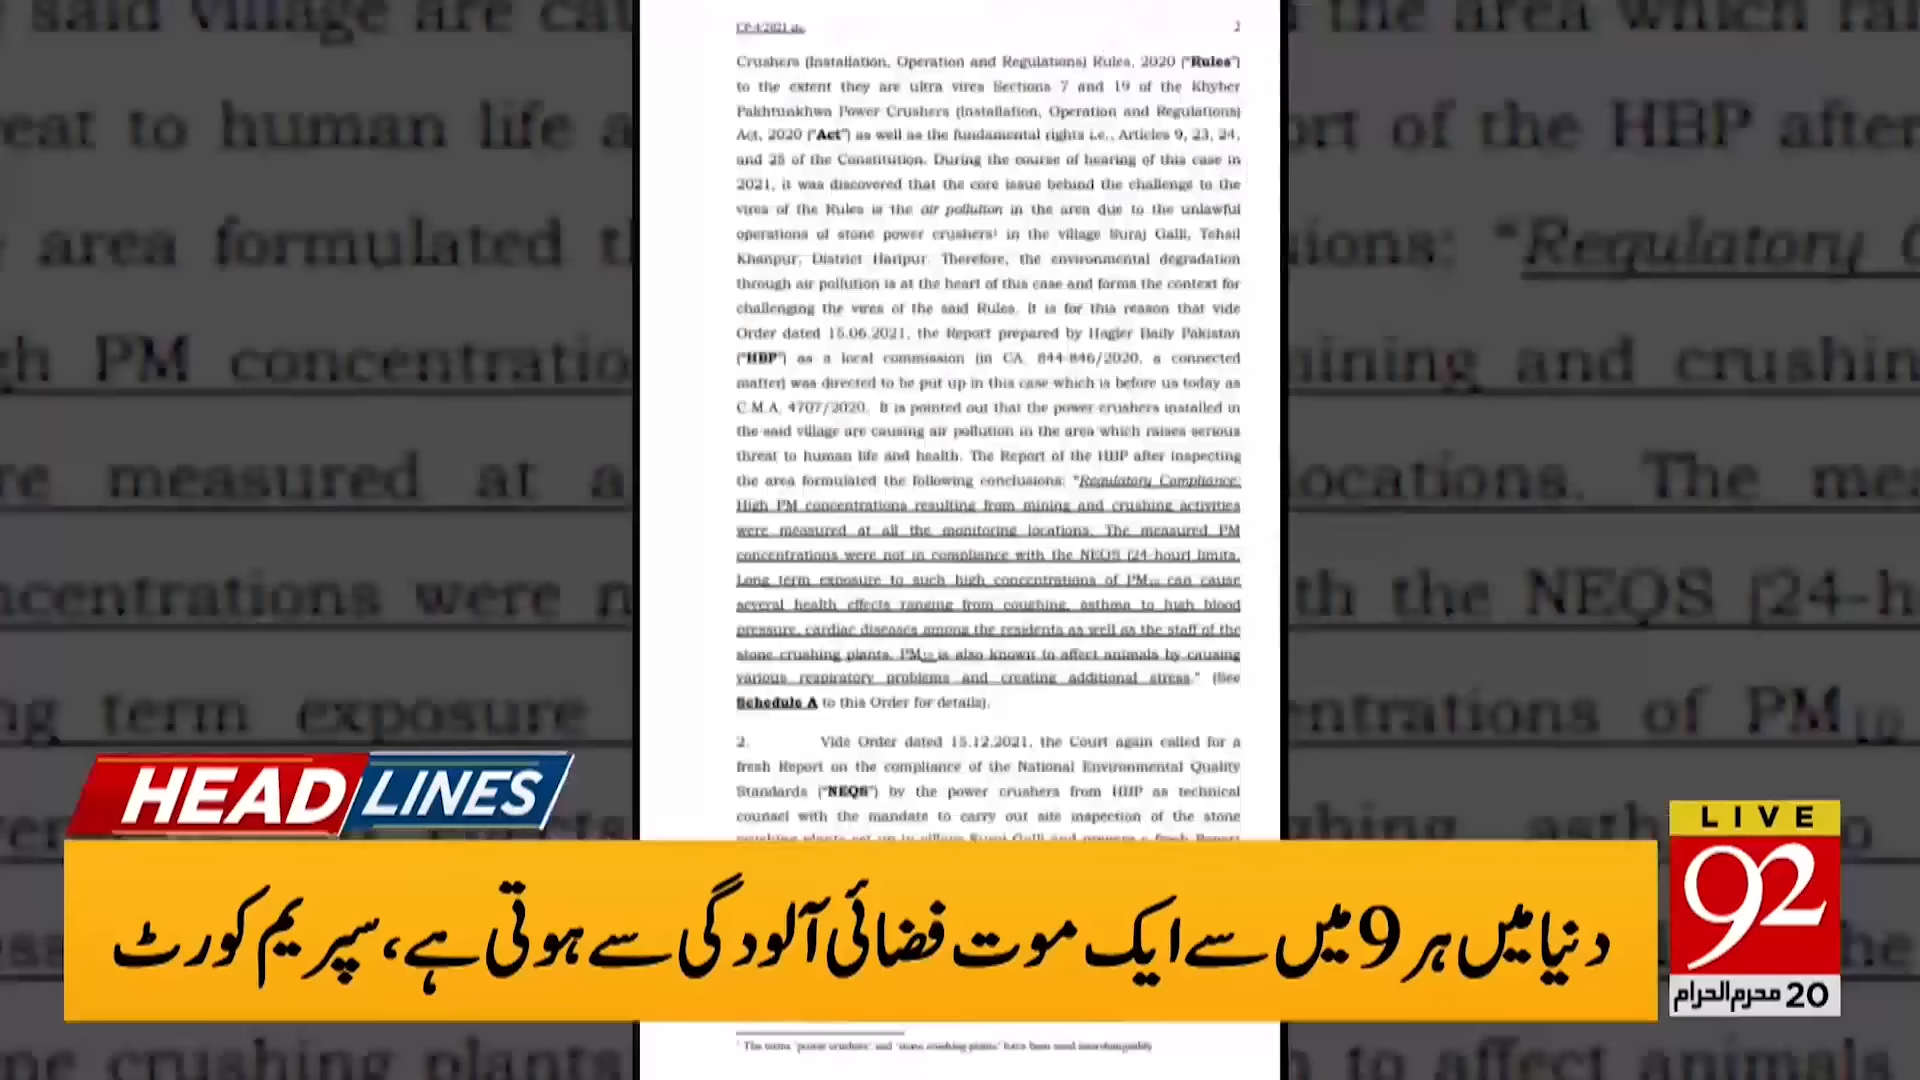 CP-4/2021 etc 2
Crushers (Installation, Operation and Regulations) Rules, 2020 ("Rules")
to the extent they are ultra vires Sections 7 and 19 of the Khyber
Pakhtunkhwa Power Crushers (Installation, Operation and Regulations)
Act, 2020 ("Act") as well as the fundamental rights i.e., Articles 9, 23, 24,
and 25 of the Constitution. During the course of hearing of this case in
2021, it was discovered that the core issue behind the challenge to the
vires of the Rules is the air pollution in the area due to the unlawful
operations of stone power crushers¹ in the village Suraj Galli, Tehsil
Khanpur, District Haripur. Therefore, the environmental degradation
through air pollution is at the heart of this case and forms the context for
challenging the vires of the said Rules. It is for this reason that vide
Order dated 15.06.2021, the Report prepared by Hagler Baily Pakistan
("HBP") as a local commission (in CA. 844-846/2020, a connected
matter) was directed to be put up in this case which is before us today as
C.M.A. 4707/2020. It is pointed out that the power crushers installed in
the said village are causing air pollution in the area which raises serious
threat to human life and health. The Report of the HBP after inspecting
the area formulated the following conclusions: "Regulatory Compliance:
High PM concentrations resulting from mining and crushing activities
were measured at all the monitoring locations. The measured PM
concentrations were not in compliance with the NEQS (24-hour) limits.
Long term exposure to such high concentrations of PM10 can cause
several health effects ranging from coughing, asthma to high blood
pressure, cardiac diseases among the residents as well as the staff of the
stone crushing plants. PM10 is also known to affect animals by causing
various respiratory problems and creating additional stress." (See
Schedule A to this Order for details).
2. Vide Order dated 15.12.2021, the Court again called for a
fresh Report on the compliance of the National Environmental Quality
Standards ("NEQS") by the power crushers from HBP as technical
counsel with the mandate to carry out site inspection of the stone
HEADLINES
دنیا میں ہر 9 میں سے ایک موت فضائی آلودگی سے ہوتی ہے، سپریم کورٹ
LIVE
92
20 محرم الحرام
¹ The terms 'power crushers' and 'stone crushing plants' have been used interchangeably